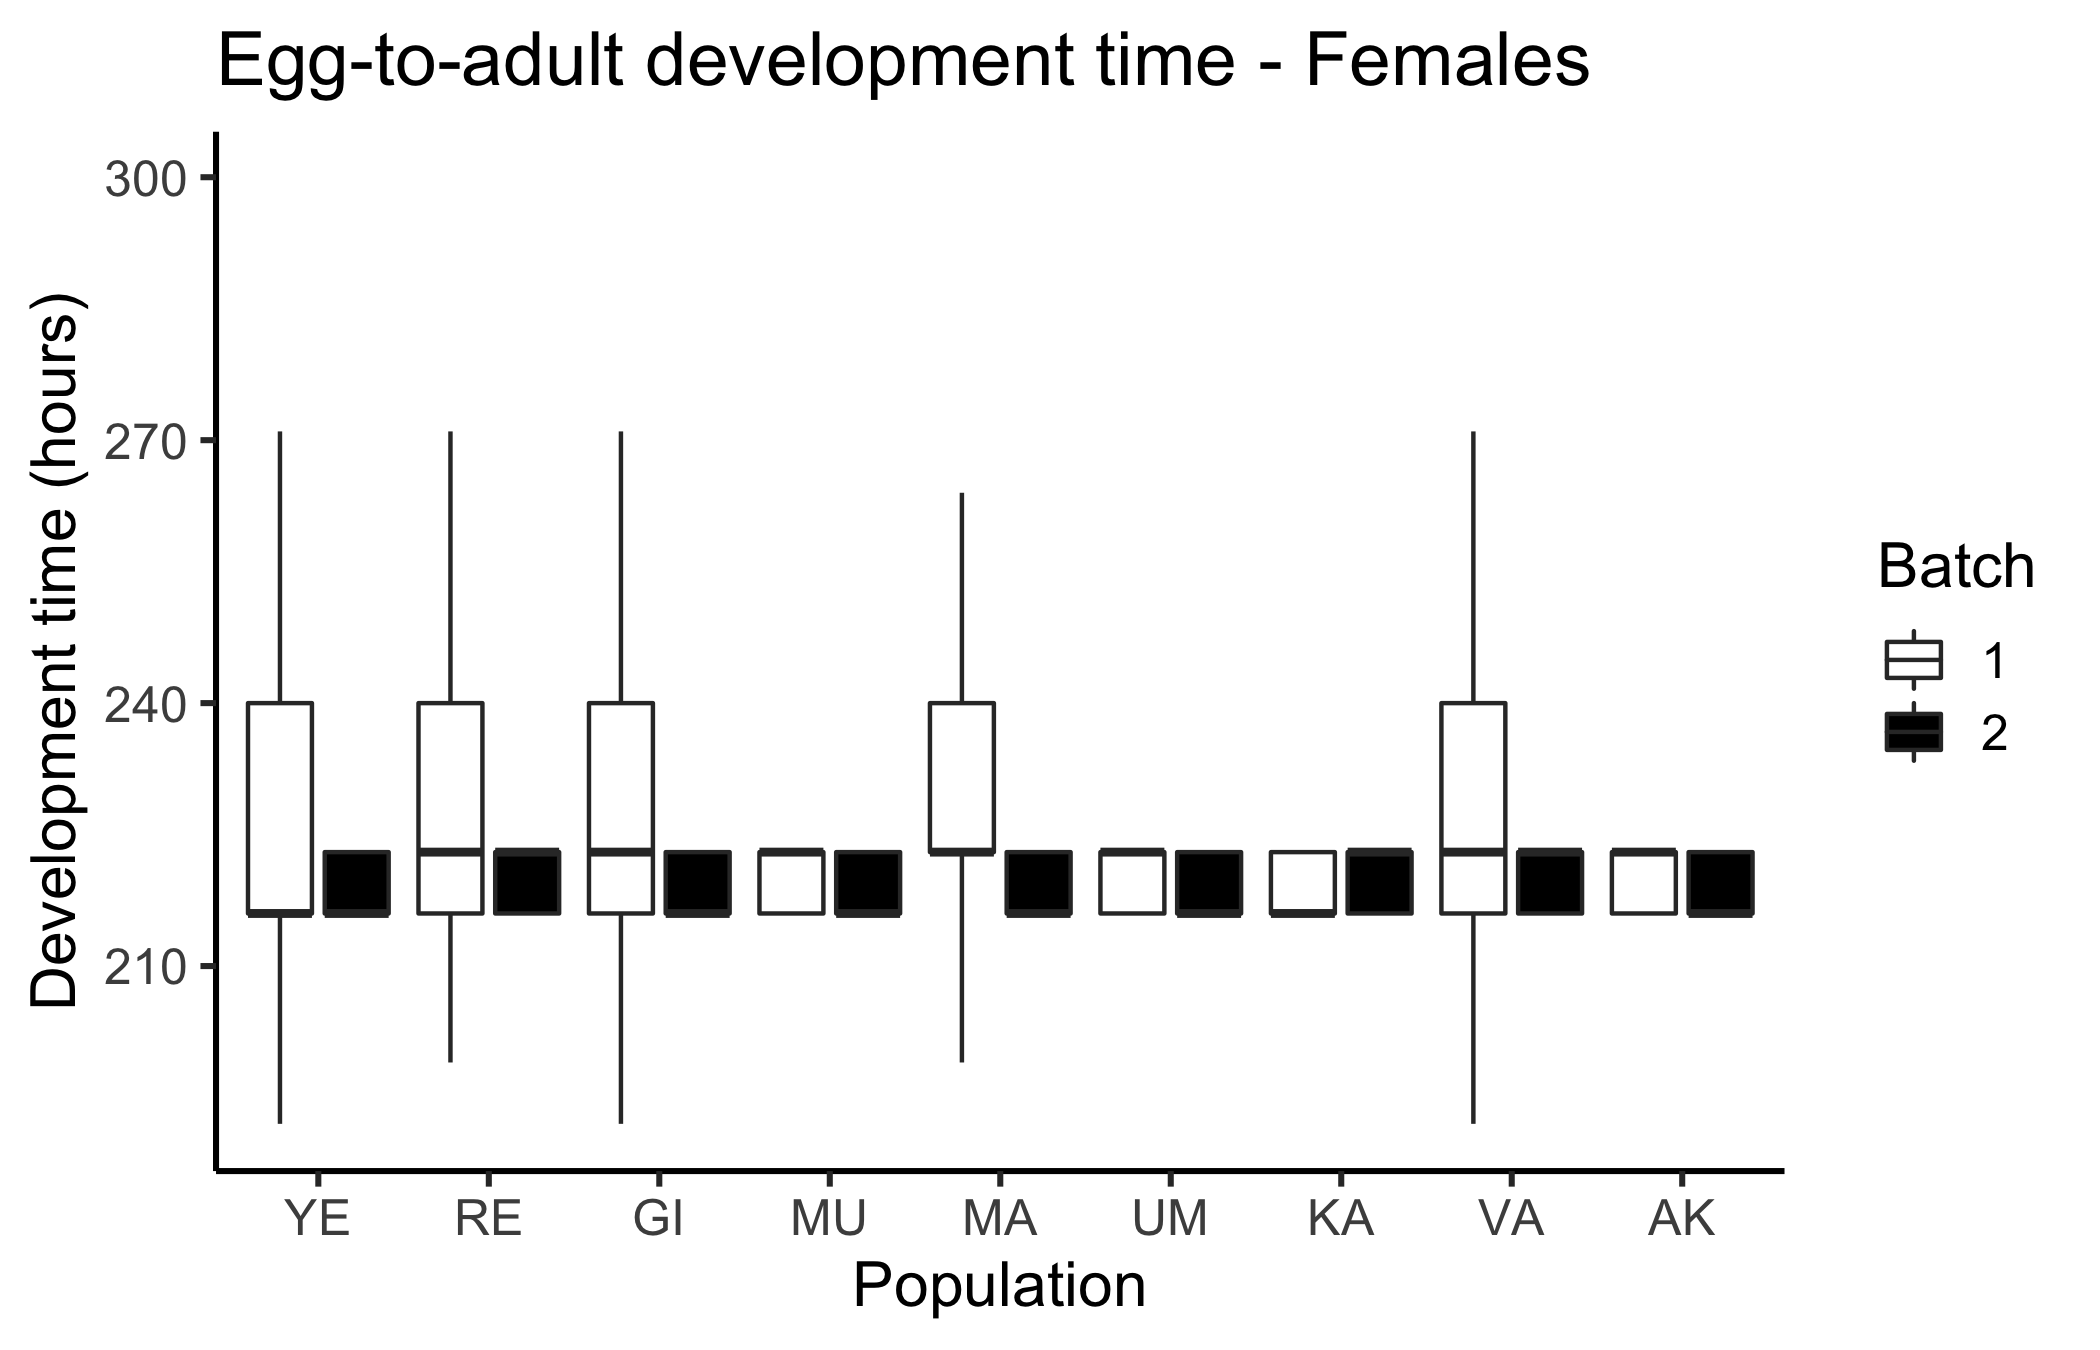 Egg-to-adult development time - Females
Development time (hours)
300
270
240
210
YE RE GI MU MA UM KA VA AK
Population
Batch
1
2